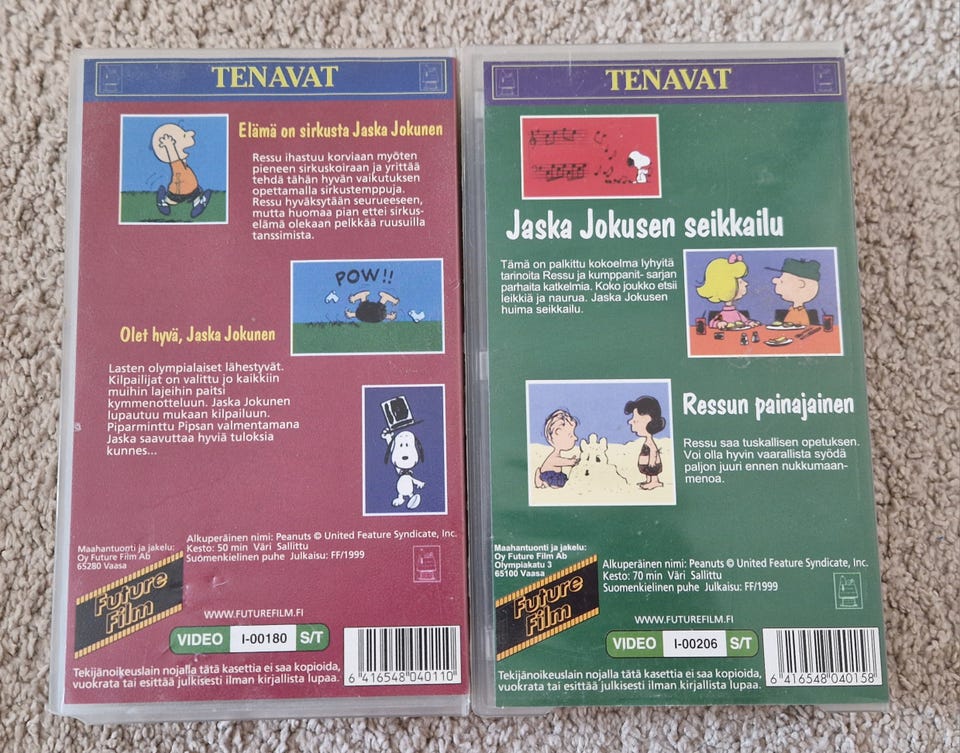 TENAVAT
Elämä on sirkusta Jaska Jokunen
Ressu ihastuu korviaan myöten
pieneen sirkuskoiraan ja yrittää
tehdä tähän hyvän vaikutuksen
opettamalla sirkustemppuja.
Ressu hyväksytään seurueeseen,
mutta huomaa pian ettei sirkus-
elämä olekaan pelkkää ruusuilla
tanssimista.
POW!!
Olet hyvä, Jaska Jokunen
Lasten olympialaiset lähestyvät.
Kilpailijat on valittu jo kaikkiin
muihin lajeihin paitsi
kymmenotteluun. Jaska Jokunen
lupautuu mukaan kilpailuun.
Piparminttu Pipsan valmentamana
Jaska saavuttaa hyviä tuloksia
kunnes...
Maahantuonti ja jakelu:
Oy Future Film Ab
65280 Vaasa
Alkuperäinen nimi: Peanuts © United Feature Syndicate, Inc.
Kesto: 50 min Väri Sallittu
Suomenkielinen puhe Julkaisu: FF/1999
Future
Film
WWW.FUTUREFILM.FI
VIDEO I-00180 S/T
Tekijänoikeuslain nojalla tätä kasettia ei saa kopioida,
vuokrata tai esittää julkisesti ilman kirjallista lupaa.
6 416548 040110
TENAVAT
Jaska Jokusen seikkailu
Tämä on palkittu kokoelma lyhyitä
tarinoita Ressu ja kumppanit- sarjan
parhaita katkelmia. Koko joukko etsii
leikkiä ja naurua. Jaska Jokusen
huima seikkailu.
Ressun painajainen
Ressu saa tuskallisen opetuksen.
Voi olla hyvin vaarallista syödä
paljon juuri ennen nukkumaan-
menoa.
Maahantuonti ja jakelu:
Oy Future Film Ab
Olympiakatu 3
65100 Vaasa
Alkuperäinen nimi: Peanuts © United Feature Syndicate, Inc.
Kesto: 70 min Väri Sallittu
Suomenkielinen puhe Julkaisu: FF/1999
Future
Film
WWW.FUTUREFILM.FI
VIDEO I-00206 S/T
Tekijänoikeuslain nojalla tätä kasettia ei saa kopioida,
vuokrata tai esittää julkisesti ilman kirjallista lupaa.
6 416548 040158